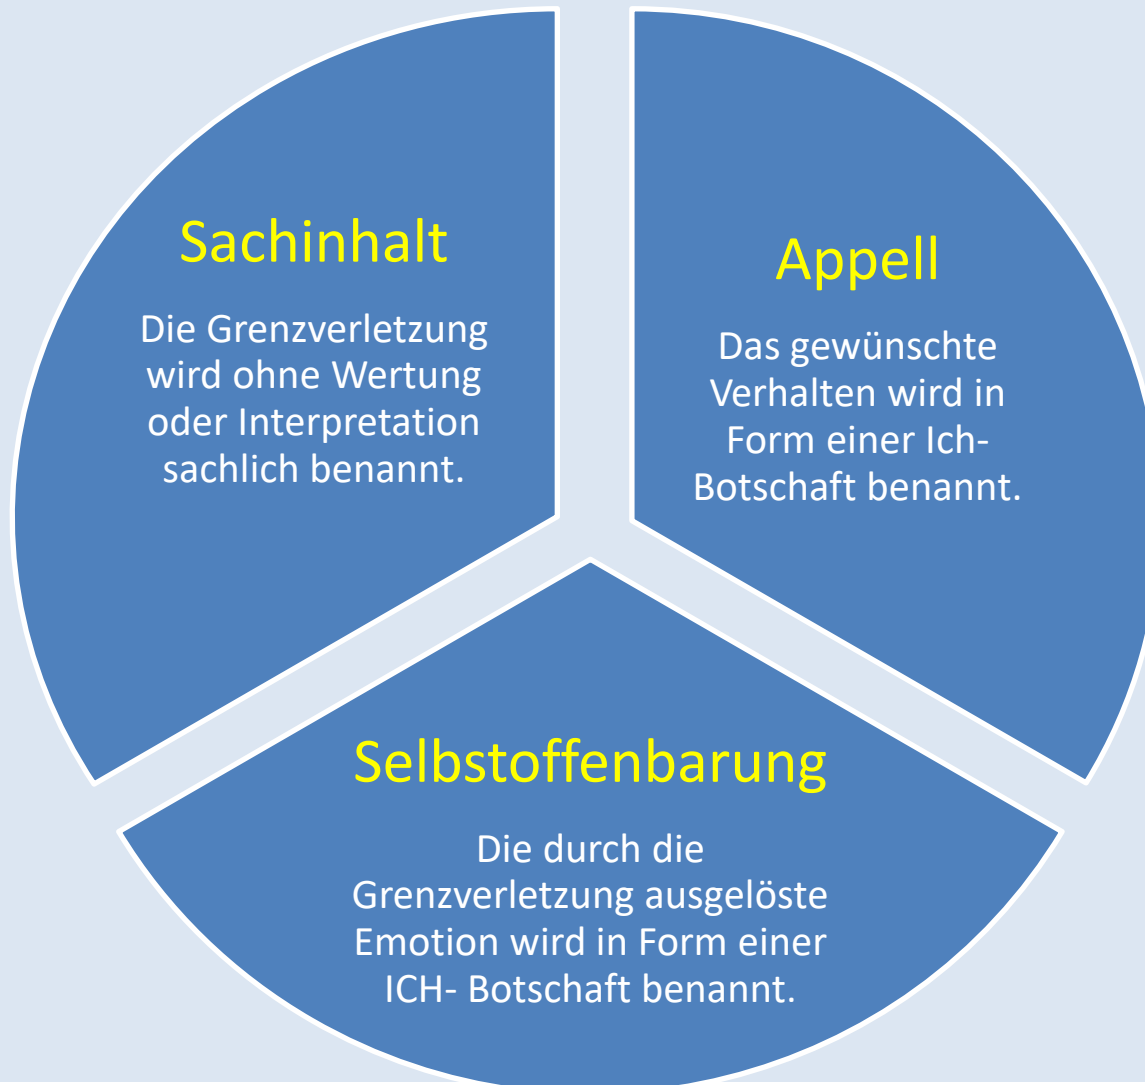 Sachinhalt
Die Grenzverletzung
wird ohne Wertung
oder Interpretation
sachlich benannt.
Appell
Das gewünschte
Verhalten wird in
Form einer Ich-
Botschaft benannt.
Selbstoffenbarung
Die durch die
Grenzverletzung ausgelöste
Emotion wird in Form einer
ICH- Botschaft benannt.